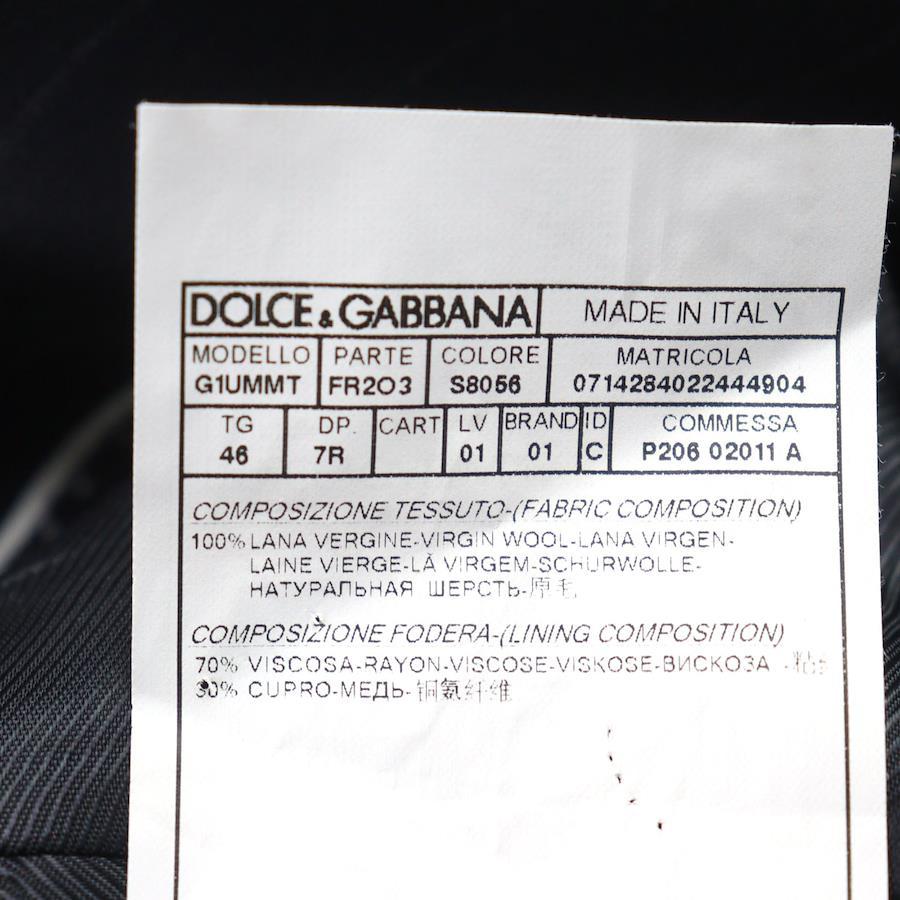 DOLCE & GABBANA MADE IN ITALY
MODELLO PARTE COLORE MATRICOLA
G1UMMT FR2O3 S8056 0714284022444904
TG DP. CART LV BRAND ID COMMESSA
46 7R 01 01 C P206 02011 A
COMPOSIZIONE TESSUTO-(FABRIC COMPOSITION)
100% LANA VERGINE-VIRGIN WOOL-LANA VIRGEN-
LAINE VIERGE-LÀ VIRGEM-SCHURWOLLE-
НАТУРАЛЬНАЯ ШЕРСТЬ-原毛
COMPOSIZIONE FODERA-(LINING COMPOSITION)
70% VISCOSA-RAYON-VISCOSE-VISKOSE-ВИСКОЗА -粘
30% CUPRO-МЕДЬ-铜氨纤维